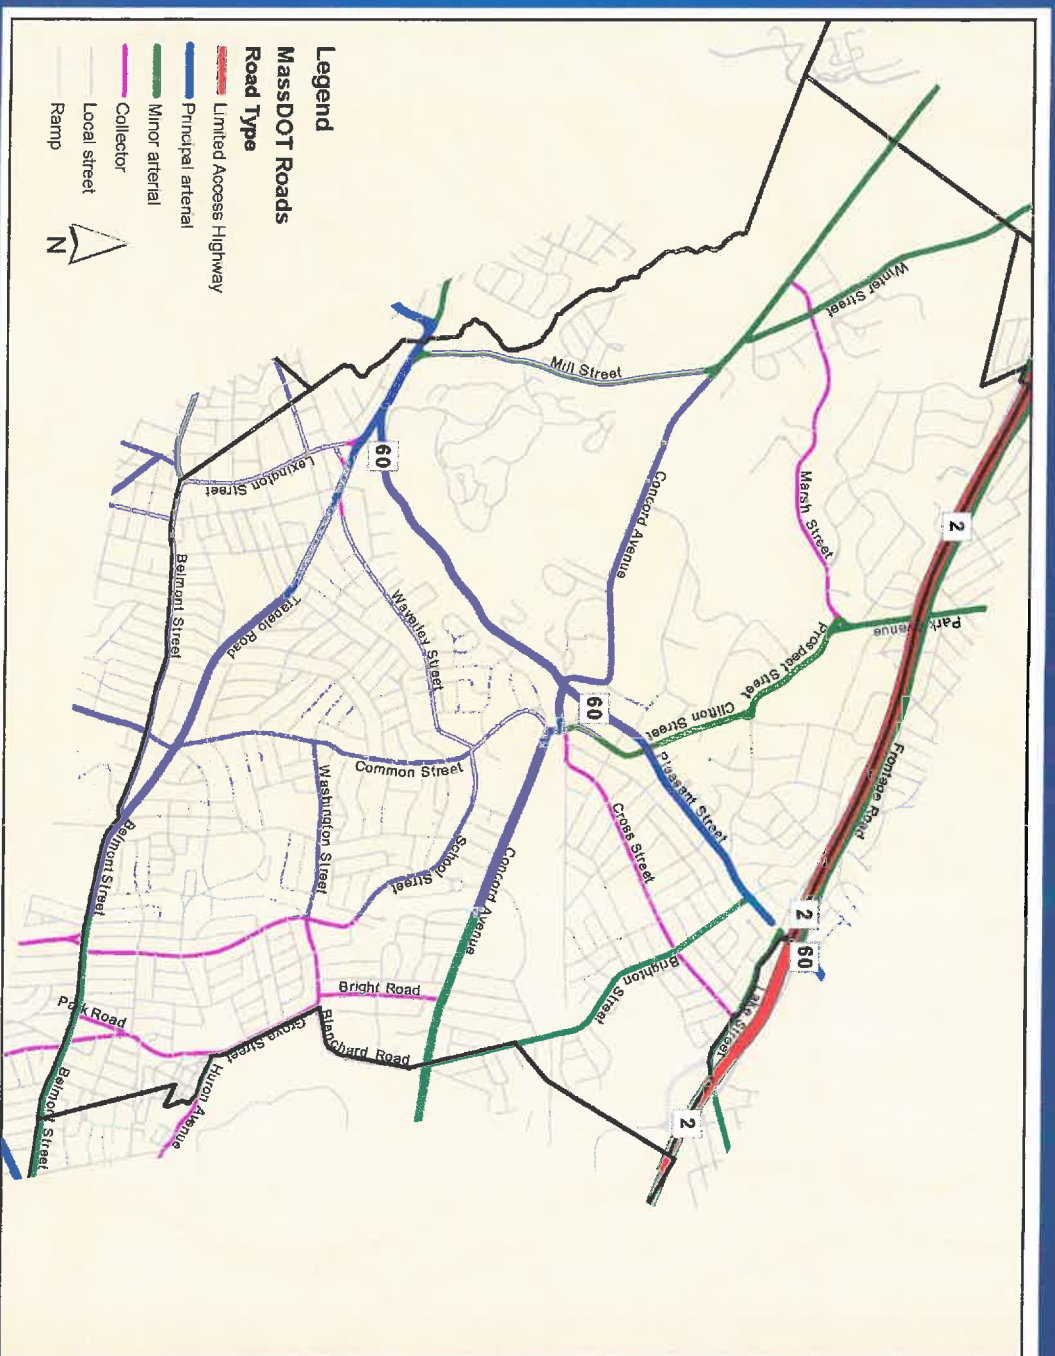 Legend
MassDOT Roads
Road Type
Limited Access Highway
Principal arterial
Minor arterial
Collector
Local street
Ramp
N
Winter Street
Mill Street
Marsh Street
Concord Avenue
2
Park Avenue
Prospect Street
Clifton Street
Frontage Road
60
Lexington Street
Trapelo Road
Belmont Street
Waverley Street
60
Pleasant Street
Common Street
Washington Street
School Street
Cross Street
Concord Avenue
Belmont Street
2
60
Brighton Street
Lake Street
Bright Road
Blanchard Road
Grove Street
Park Road
Huron Avenue
Belmont Street
2